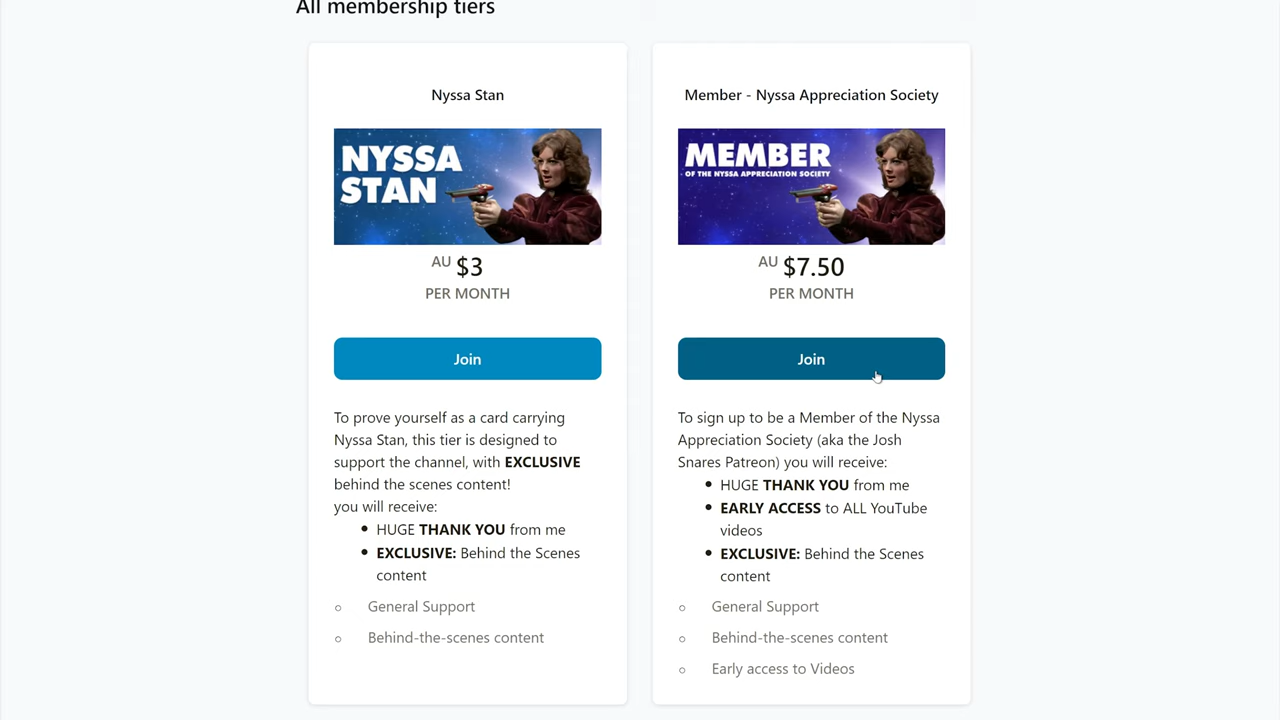 All membership tiers
Nyssa Stan
NYSSA
STAN
AU $3
PER MONTH
Join
To prove yourself as a card carrying
Nyssa Stan, this tier is designed to
support the channel, with EXCLUSIVE
behind the scenes content!
you will receive:
HUGE THANK YOU from me
EXCLUSIVE: Behind the Scenes
content
General Support
Behind-the-scenes content
Member - Nyssa Appreciation Society
MEMBER
OF THE NYSSA APPRECIATION SOCIETY
AU $7.50
PER MONTH
Join
To sign up to be a Member of the Nyssa
Appreciation Society (aka the Josh
Snares Patreon) you will receive:
HUGE THANK YOU from me
EARLY ACCESS to ALL YouTube
videos
EXCLUSIVE: Behind the Scenes
content
General Support
Behind-the-scenes content
Early access to Videos